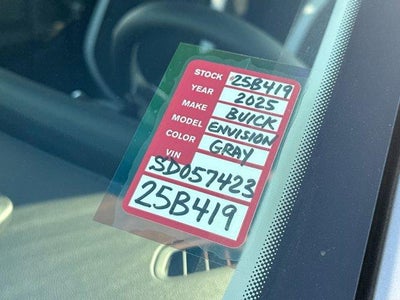 STOCK 25B419
YEAR 2025
MAKE BUICK
MODEL ENVISION
COLOR GRAY
VIN
SD057423
25B419